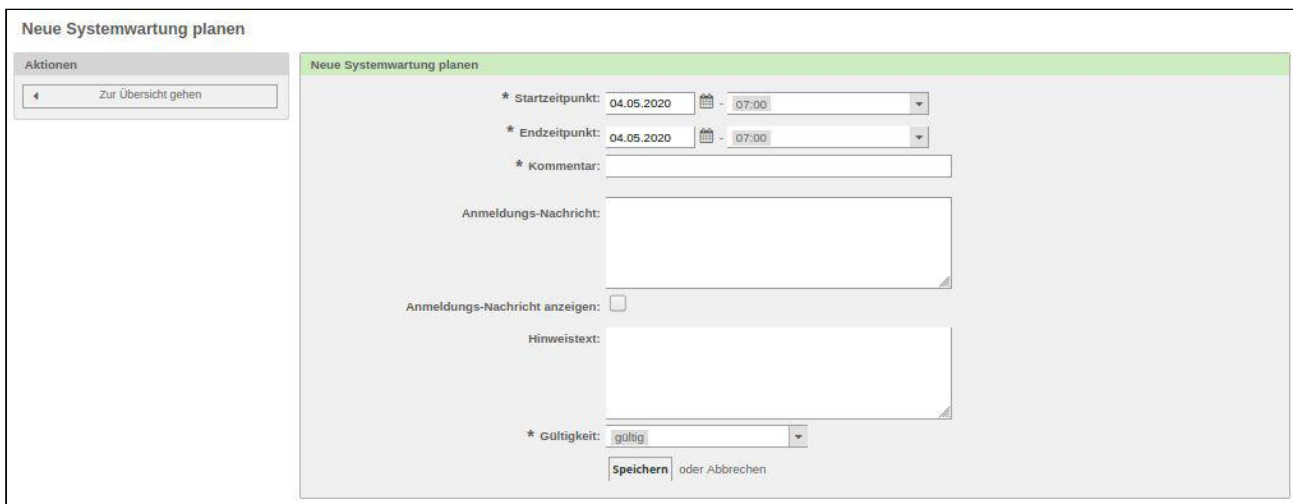 Neue Systemwartung planen
Aktionen
Zur Übersicht gehen
Neue Systemwartung planen
* Startzeitpunkt: 04.05.2020 - 07:00
* Endzeitpunkt: 04.05.2020 - 07:00
* Kommentar:
Anmeldungs-Nachricht:
Anmeldungs-Nachricht anzeigen:
Hinweistext:
* Gültigkeit: gültig
Speichern oder Abbrechen